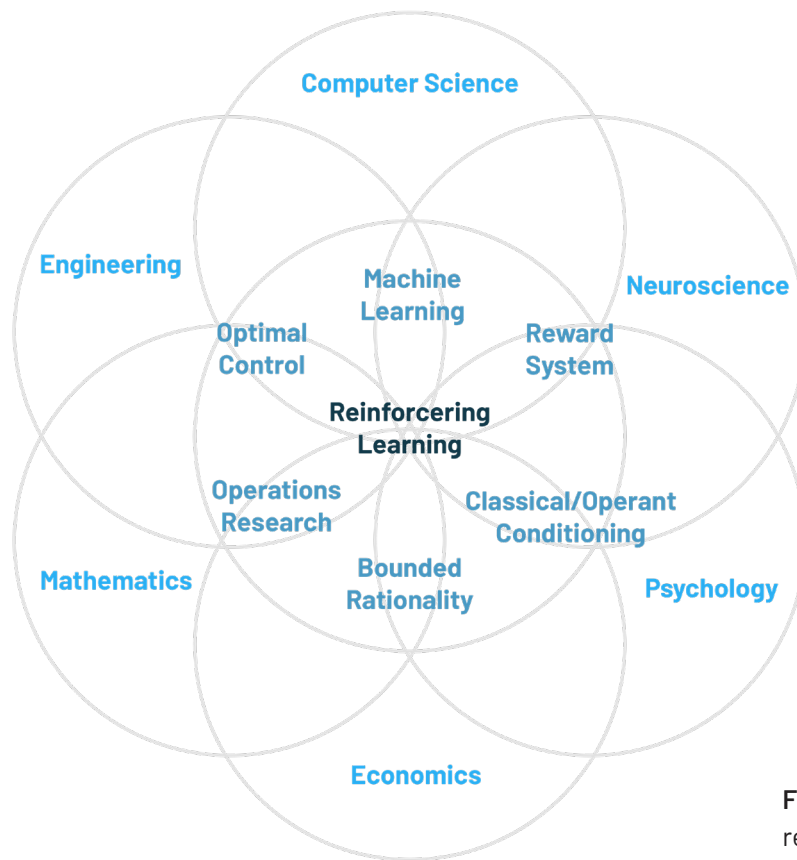 Computer Science
Engineering
Neuroscience
Machine
Learning
Optimal
Control
Reward
System
Reinforcering
Learning
Operations
Research
Classical/Operant
Conditioning
Bounded
Rationality
Mathematics
Psychology
Economics